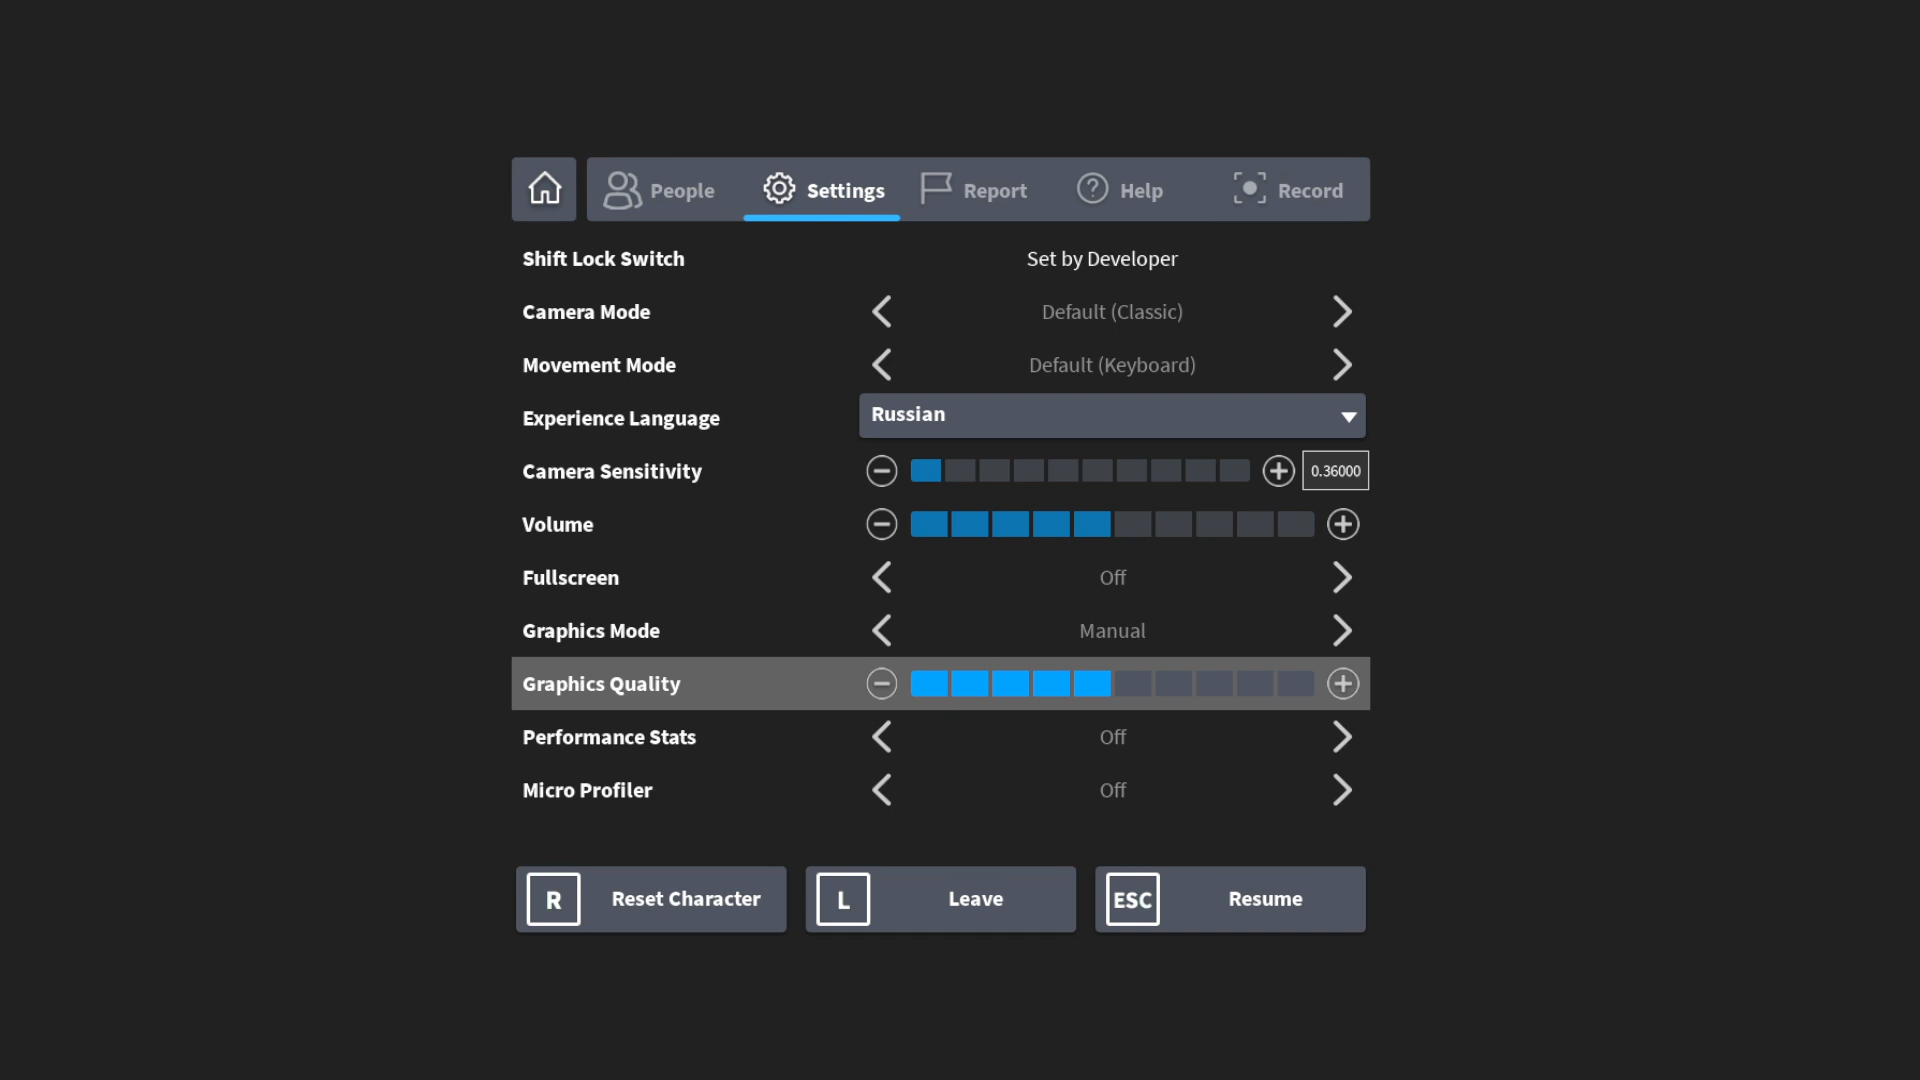 People Settings Report Help Record
Shift Lock Switch Set by Developer
Camera Mode Default (Classic)
Movement Mode Default (Keyboard)
Experience Language Russian
Camera Sensitivity 0.36000
Volume
Fullscreen Off
Graphics Mode Manual
Graphics Quality
Performance Stats Off
Micro Profiler Off
R Reset Character L Leave ESC Resume